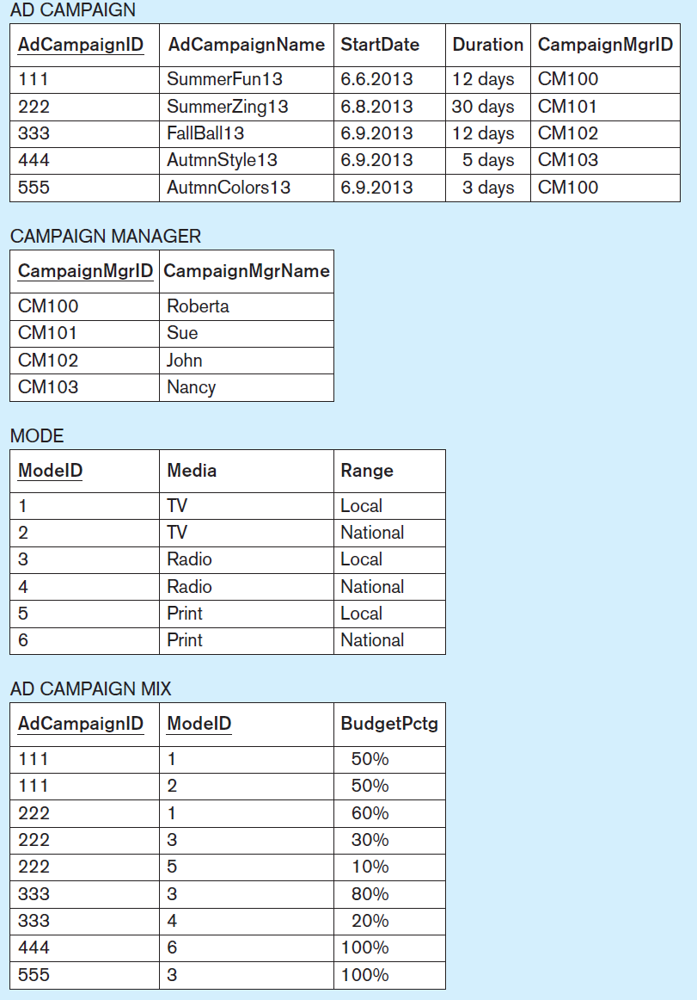 AD CAMPAIGN
AdCampaignID AdCampaignName StartDate Duration CampaignMgrID
111 SummerFun13 6.6.2013 12 days CM100
222 SummerZing13 6.8.2013 30 days CM101
333 FallBall13 6.9.2013 12 days CM102
444 AutmnStyle13 6.9.2013 5 days CM103
555 AutmnColors13 6.9.2013 3 days CM100
CAMPAIGN MANAGER
CampaignMgrID CampaignMgrName
CM100 Roberta
CM101 Sue
CM102 John
CM103 Nancy
MODE
ModeID Media Range
1 TV Local
2 TV National
3 Radio Local
4 Radio National
5 Print Local
6 Print National
AD CAMPAIGN MIX
AdCampaignID ModeID BudgetPctg
111 1 50%
111 2 50%
222 1 60%
222 3 30%
222 5 10%
333 3 80%
333 4 20%
444 6 100%
555 3 100%